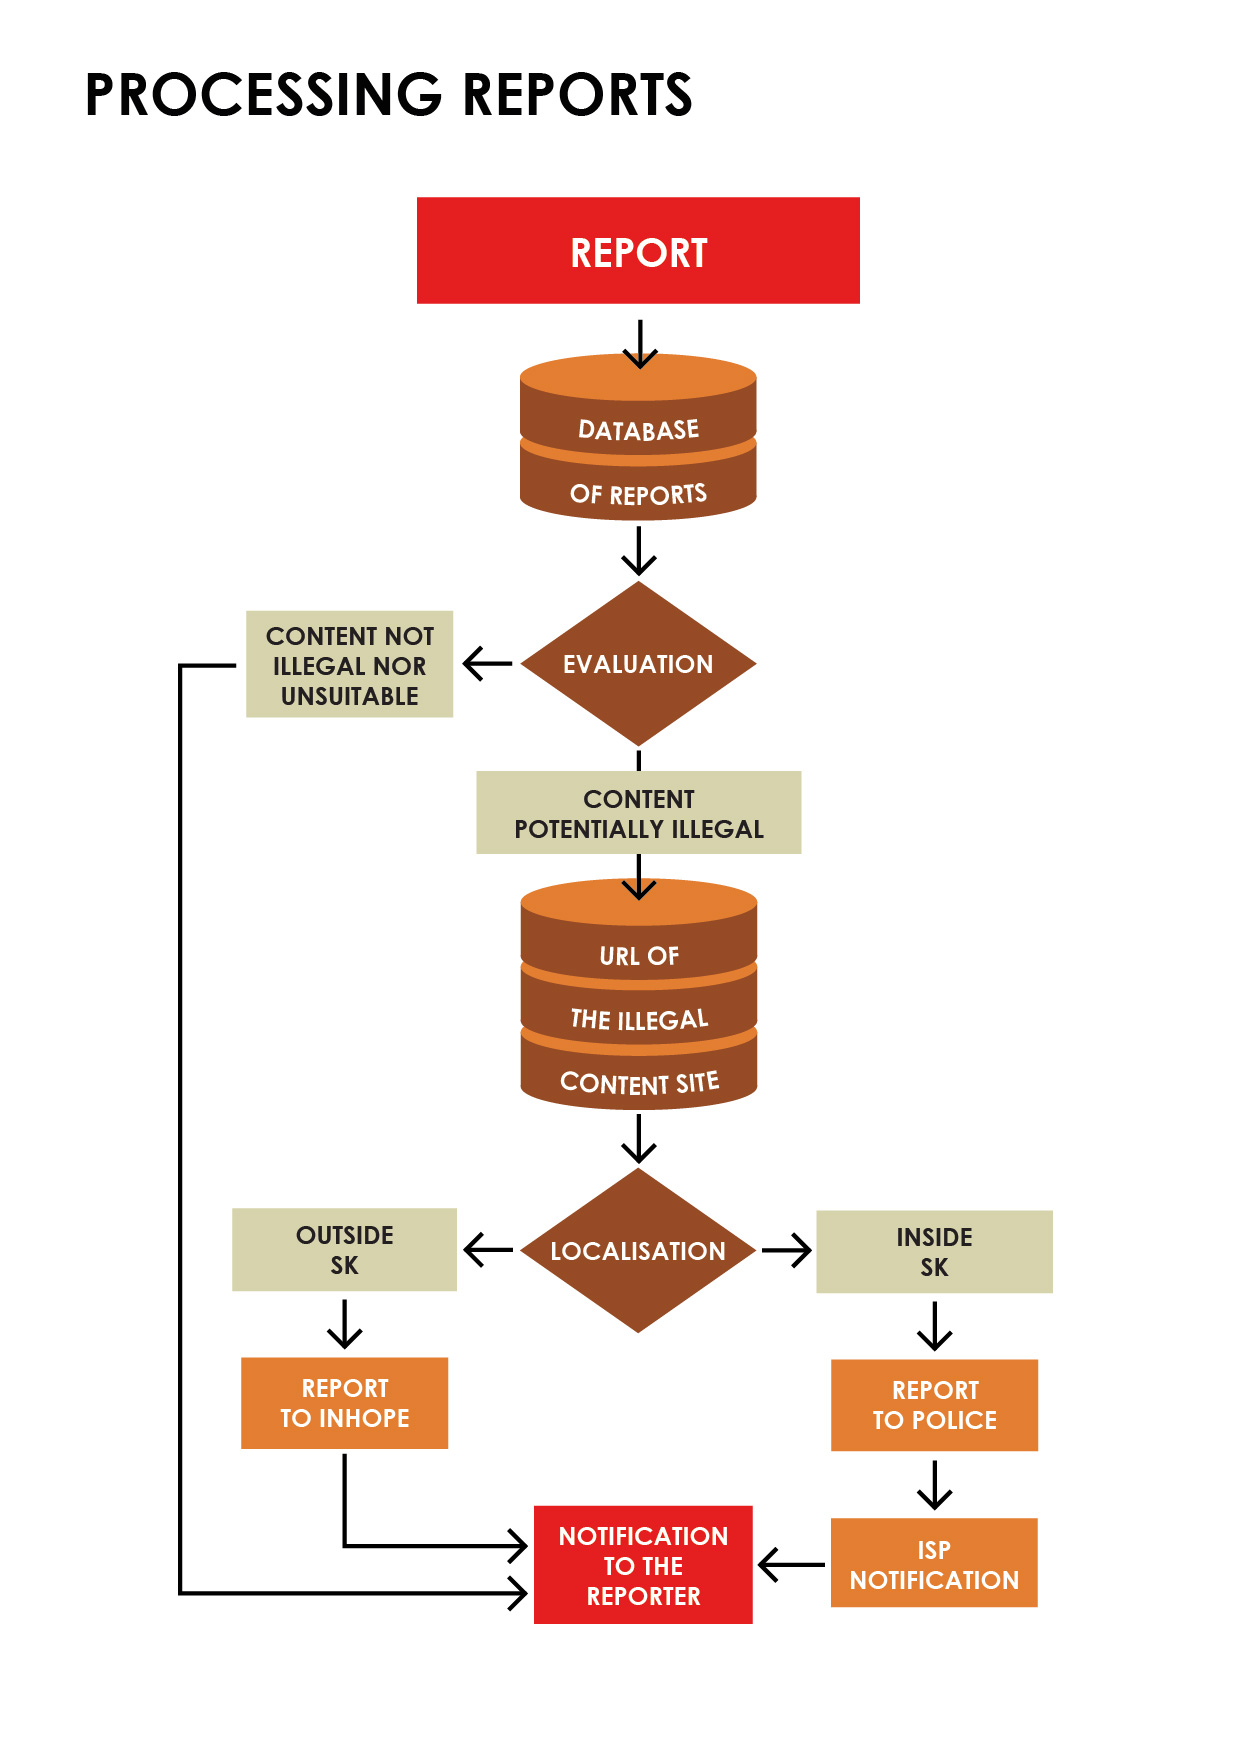 PROCESSING REPORTS
REPORT
DATABASE
OF REPORTS
CONTENT NOT
ILLEGAL NOR
UNSUITABLE
EVALUATION
CONTENT
POTENTIALLY ILLEGAL
URL OF
THE ILLEGAL
CONTENT SITE
OUTSIDE
SK
LOCALISATION
INSIDE
SK
REPORT
TO INHOPE
REPORT
TO POLICE
NOTIFICATION
TO THE
REPORTER
ISP
NOTIFICATION